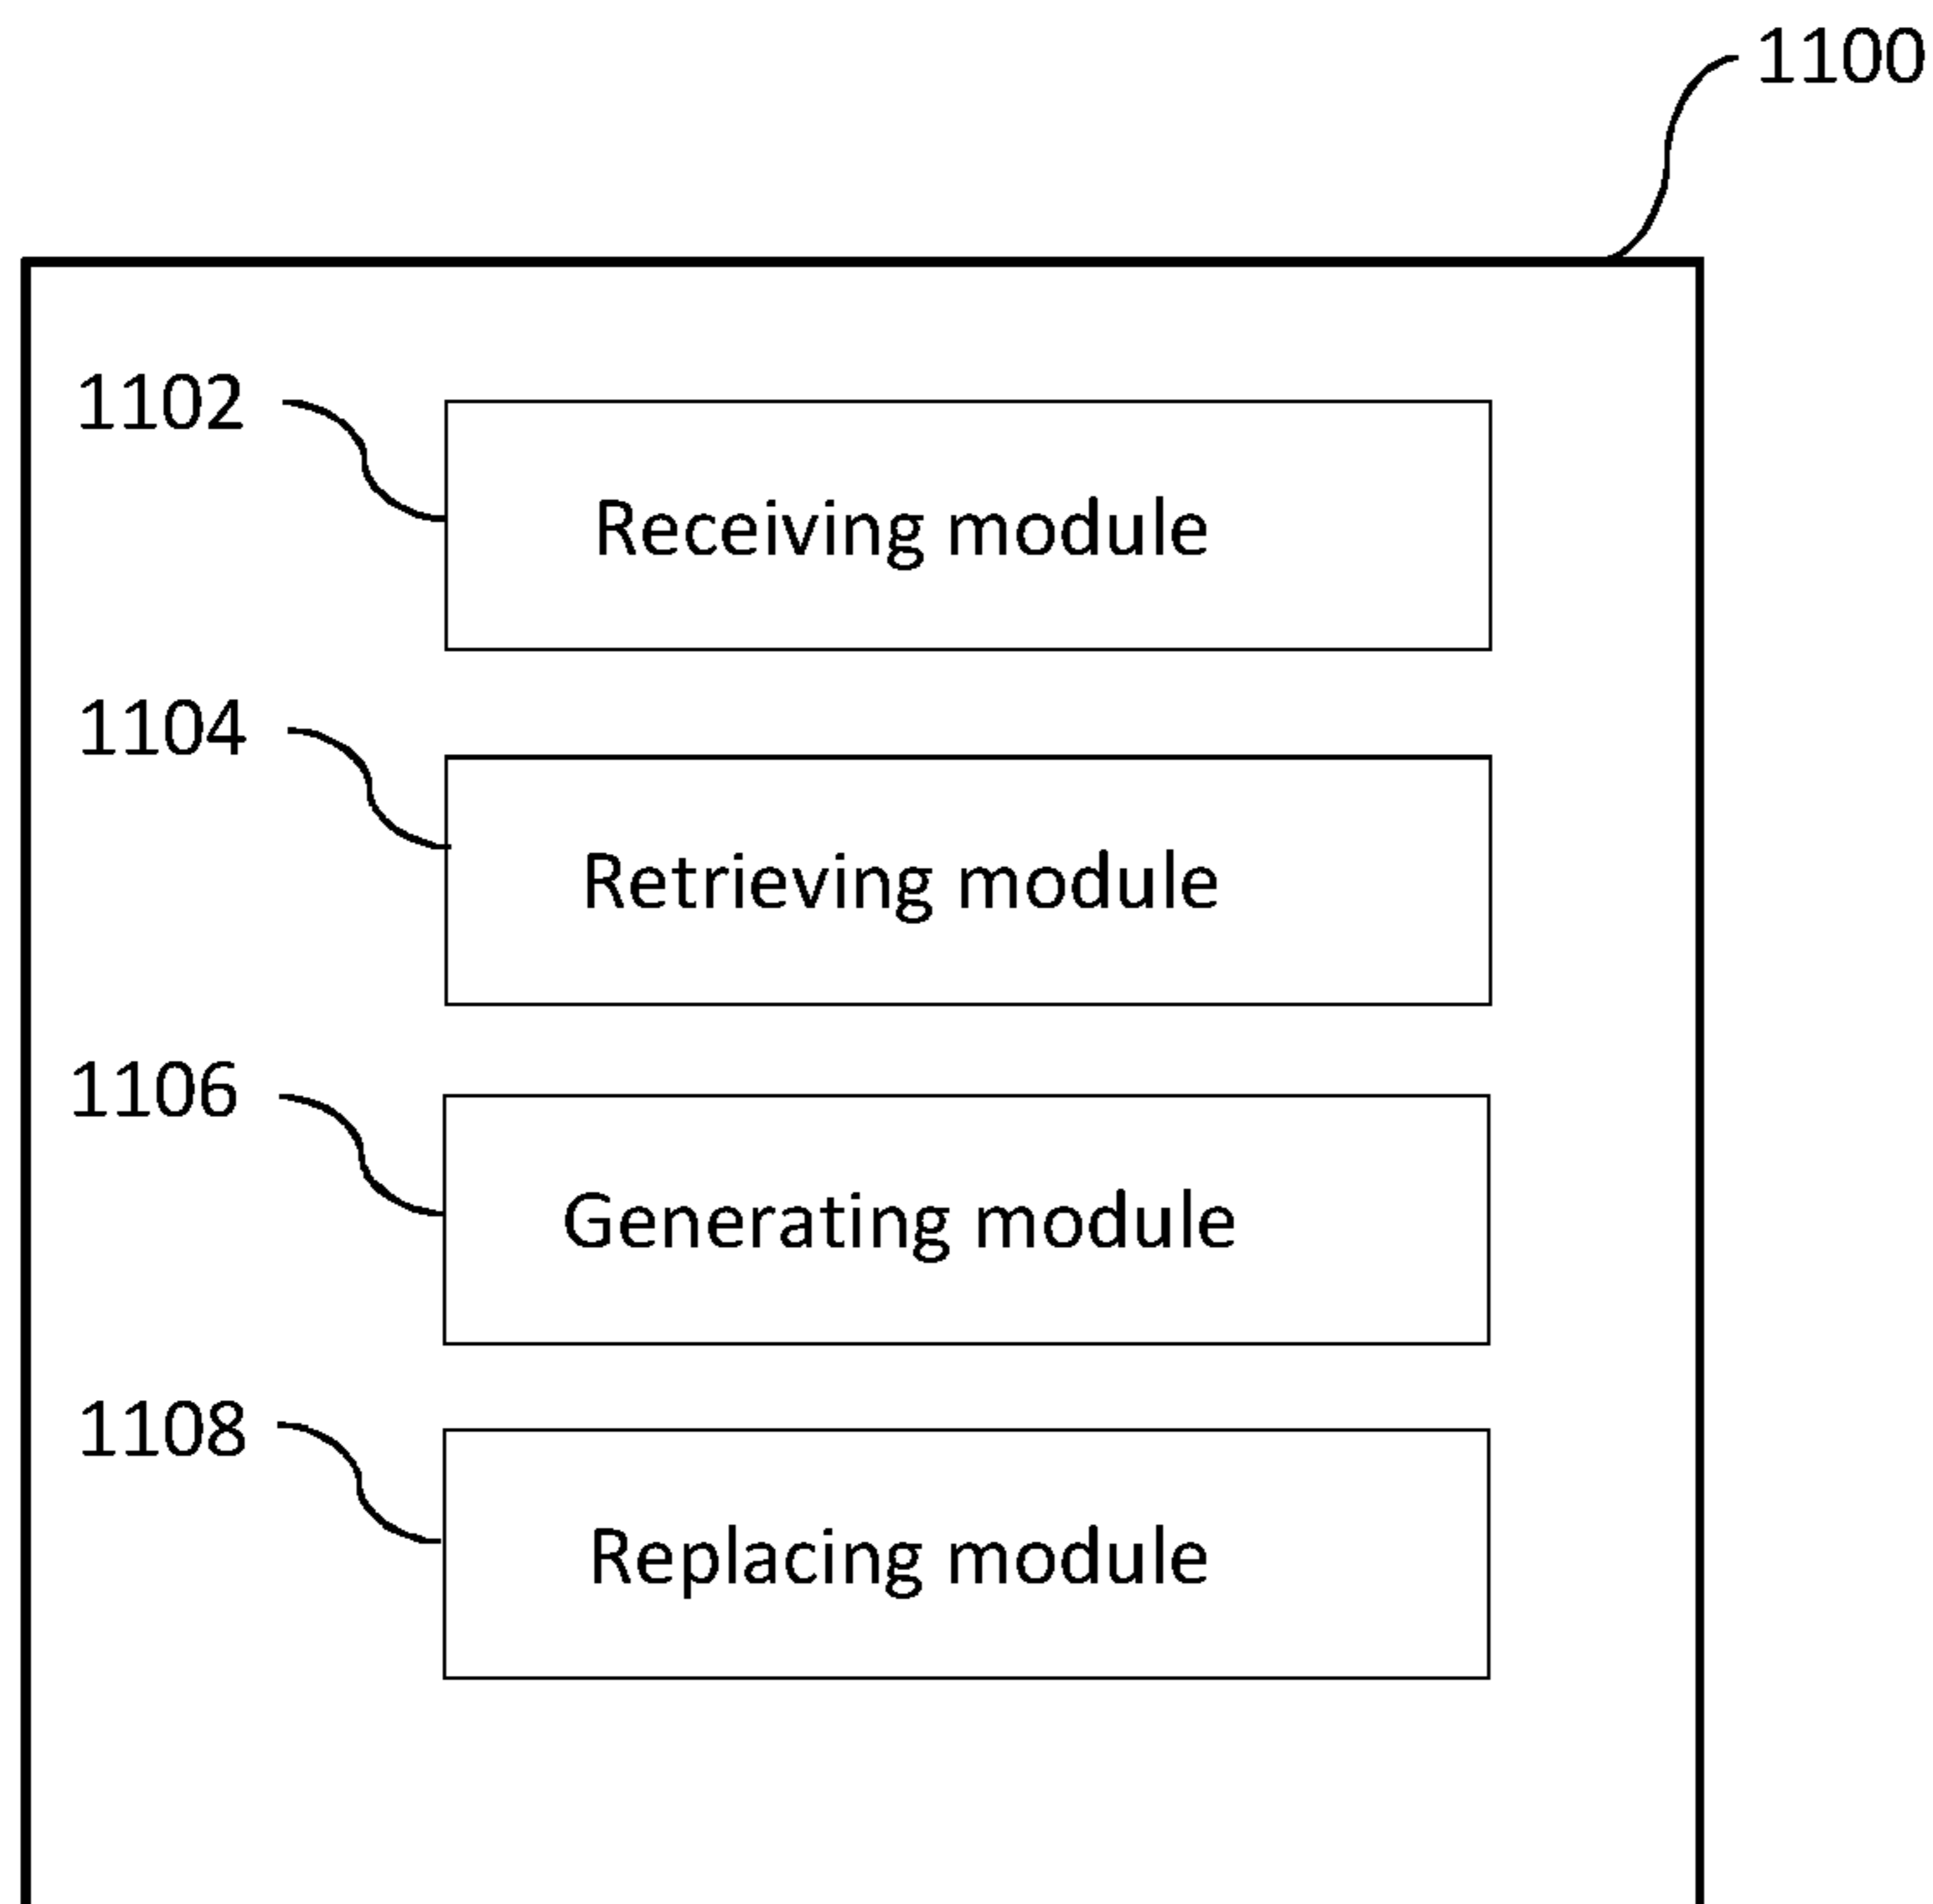 1100
1102
Receiving module
1104
Retrieving module
1106
Generating module
1108
Replacing module